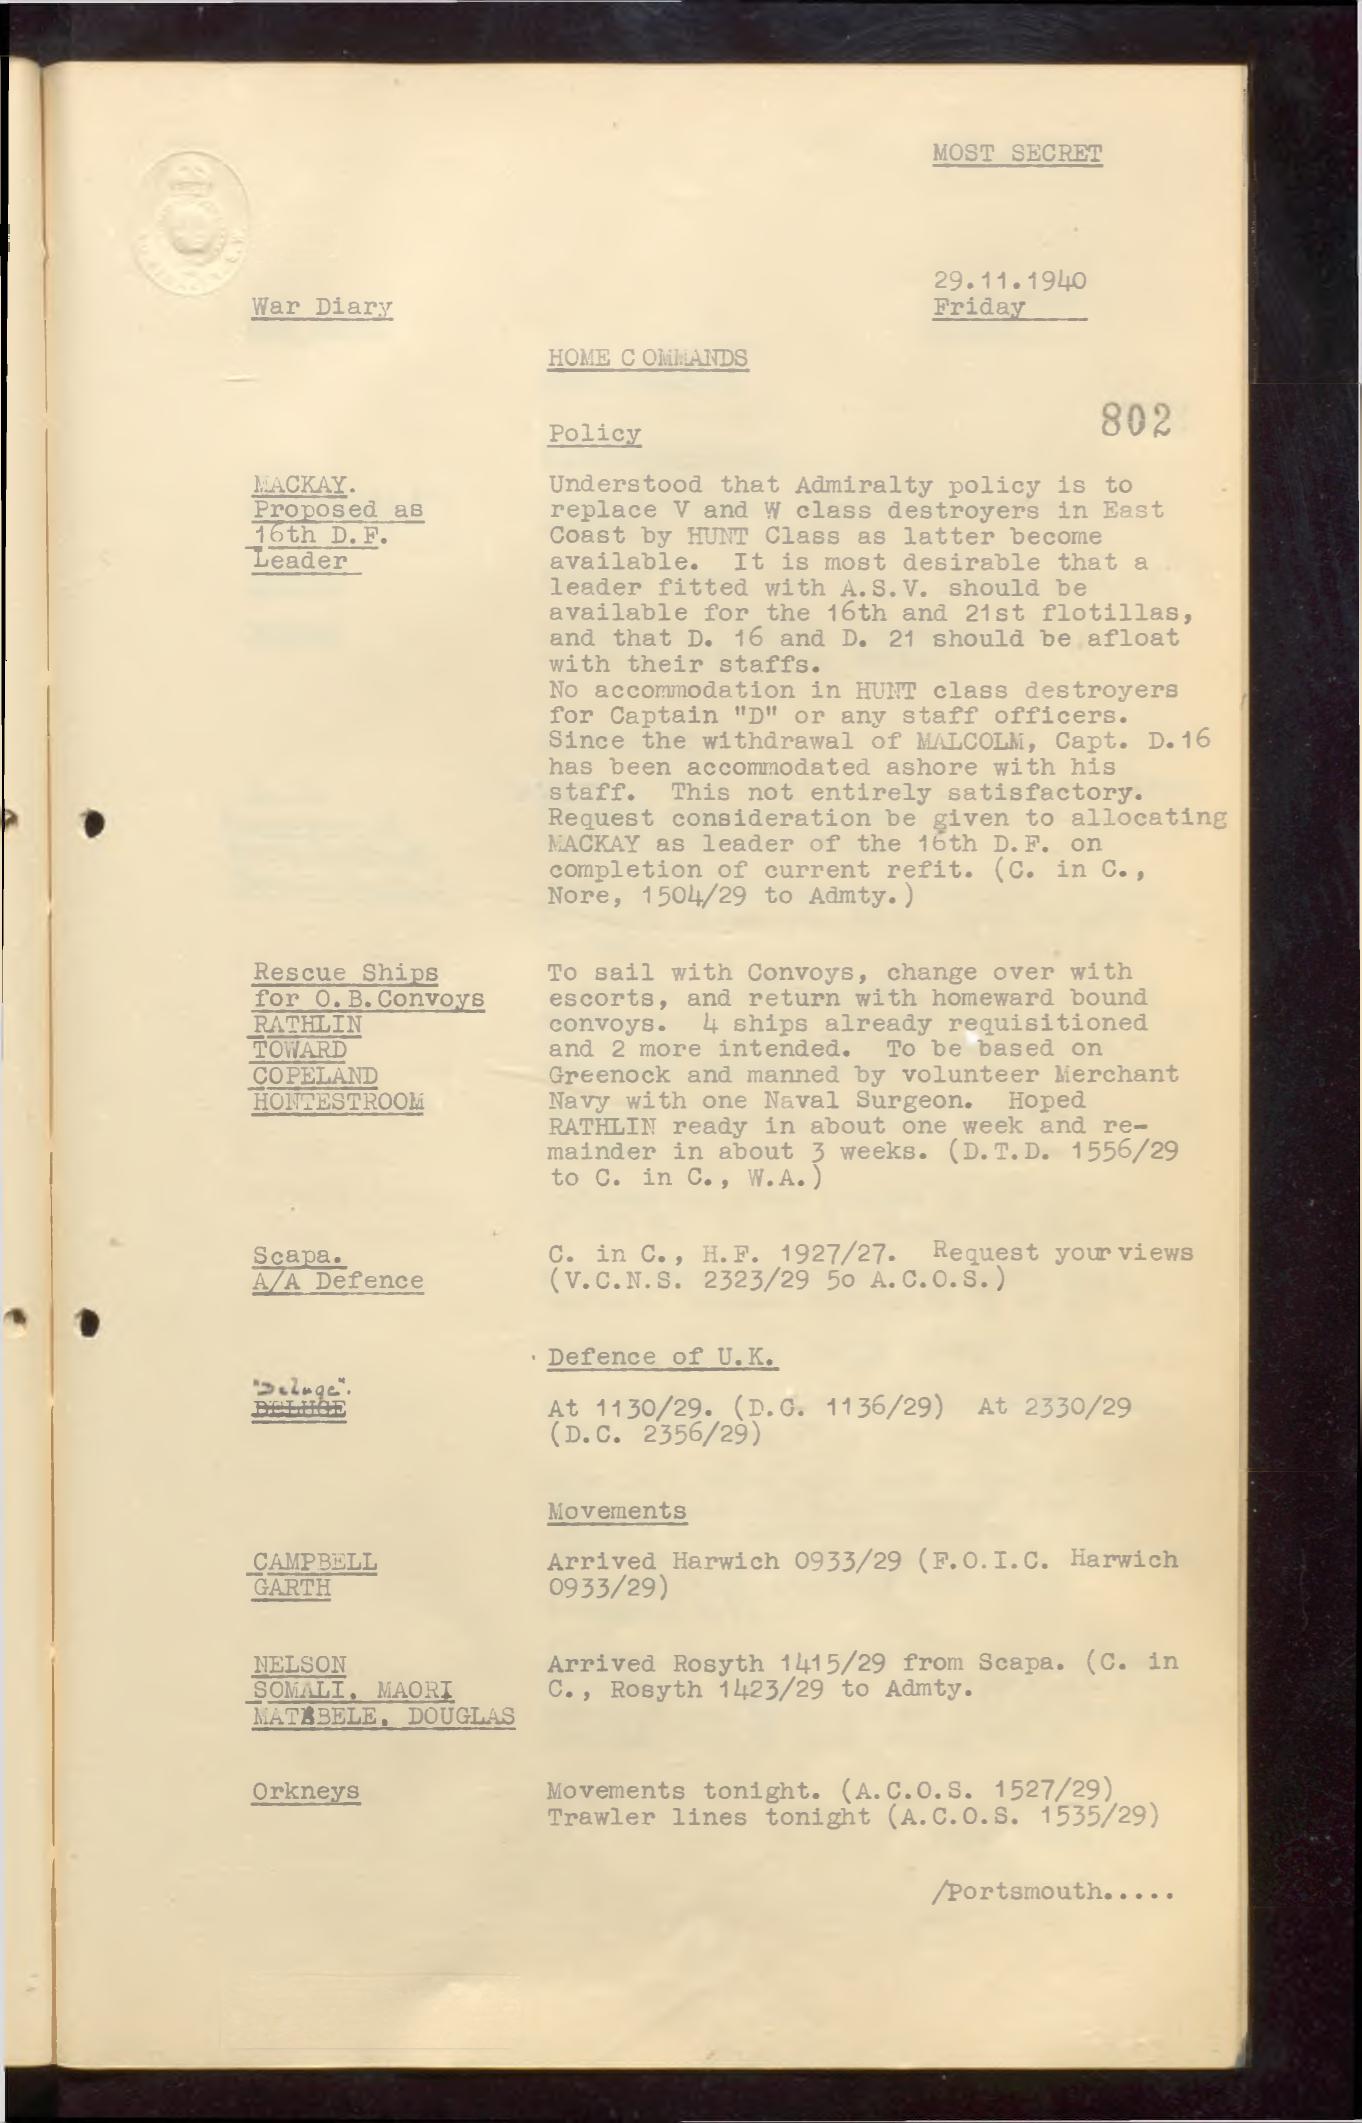 MOST SECRET
29.11.1940
War Diary
Friday
HOME C OMMANDS
802
Policy
MACKAY.
Proposed as
16th D.F.
Leader
Understood that Admiralty policy is to
replace V and W class destroyers in East
Coast by HUNT Class as latter become
available. It is most desirable that a
leader fitted with A.S.V. should be
available for the 16th and 21st flotillas,
and that D. 16 and D. 21 should be afloat
with their staffs.
No accommodation in HUNT class destroyers
for Captain "D" or any staff officers.
Since the withdrawal of MALCOLM, Capt. D.16
has been accommodated ashore with his
staff. This not entirely satisfactory.
Request consideration be given to allocating
MACKAY as leader of the 16th D.F. on
completion of current refit. (C. in C.,
Nore, 1504/29 to Admty.)
Rescue Ships
for O.B.Convoys
RATHLIN
TOWARD
COPELAND
HONTESTROOM
To sail with Convoys, change over with
escorts, and return with homeward bound
convoys. 4 ships already requisitioned
and 2 more intended. To be based on
Greenock and manned by volunteer Merchant
Navy with one Naval Surgeon. Hoped
RATHLIN ready in about one week and re-
mainder in about 3 weeks. (D.T.D. 1556/29
to C. in C., W.A.)
Scapa.
A/A Defence
C. in C., H.F. 1927/27. Request your views
(V.C.N.S. 2323/29 5o A.C.O.S.)
Defence of U.K.
"Deluge".
At 1130/29. (D.C. 1136/29) At 2330/29
(D.C. 2356/29)
Movements
CAMPBELL
GARTH
Arrived Harwich 0933/29 (F.O.I.C. Harwich
0933/29)
NELSON
SOMALI, MAORI
MATABELE, DOUGLAS
Arrived Rosyth 1415/29 from Scapa. (C. in
C., Rosyth 1423/29 to Admty.
Orkneys
Movements tonight. (A.C.O.S. 1527/29)
Trawler lines tonight (A.C.O.S. 1535/29)
/Portsmouth.....